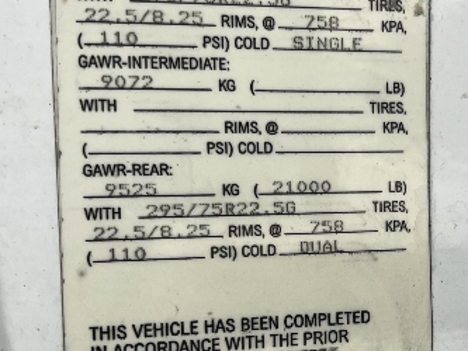 TIRES,
22.5/8.25 RIMS, @ 758 KPA,
( 110 PSI) COLD SINGLE
GAWR-INTERMEDIATE:
9072 KG ( LB)
WITH TIRES,
RIMS, @ KPA,
( PSI) COLD
GAWR-REAR:
9525 KG ( 21000 LB)
WITH 295/75R22.5G TIRES,
22.5/8.25 RIMS, @ 758 KPA,
( 110 PSI) COLD DUAL
THIS VEHICLE HAS BEEN COMPLETED
IN ACCORDANCE WITH THE PRIOR